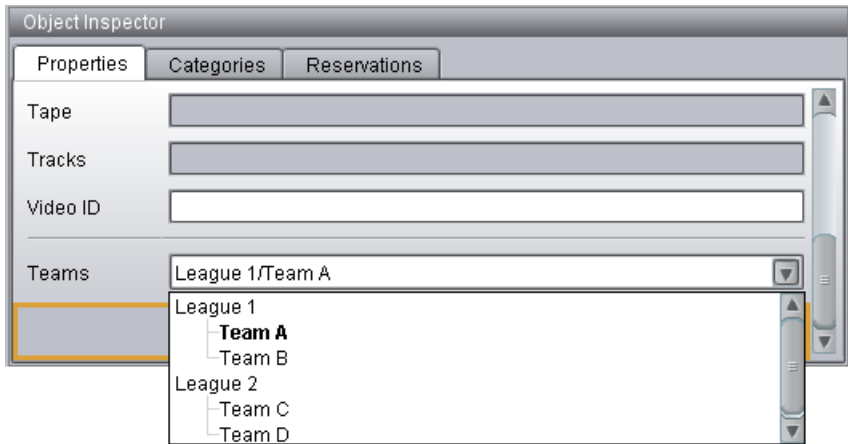 Object Inspector
Properties Categories Reservations
Tape
Tracks
Video ID
Teams League 1/Team A
League 1
Team A
Team B
League 2
Team C
Team D